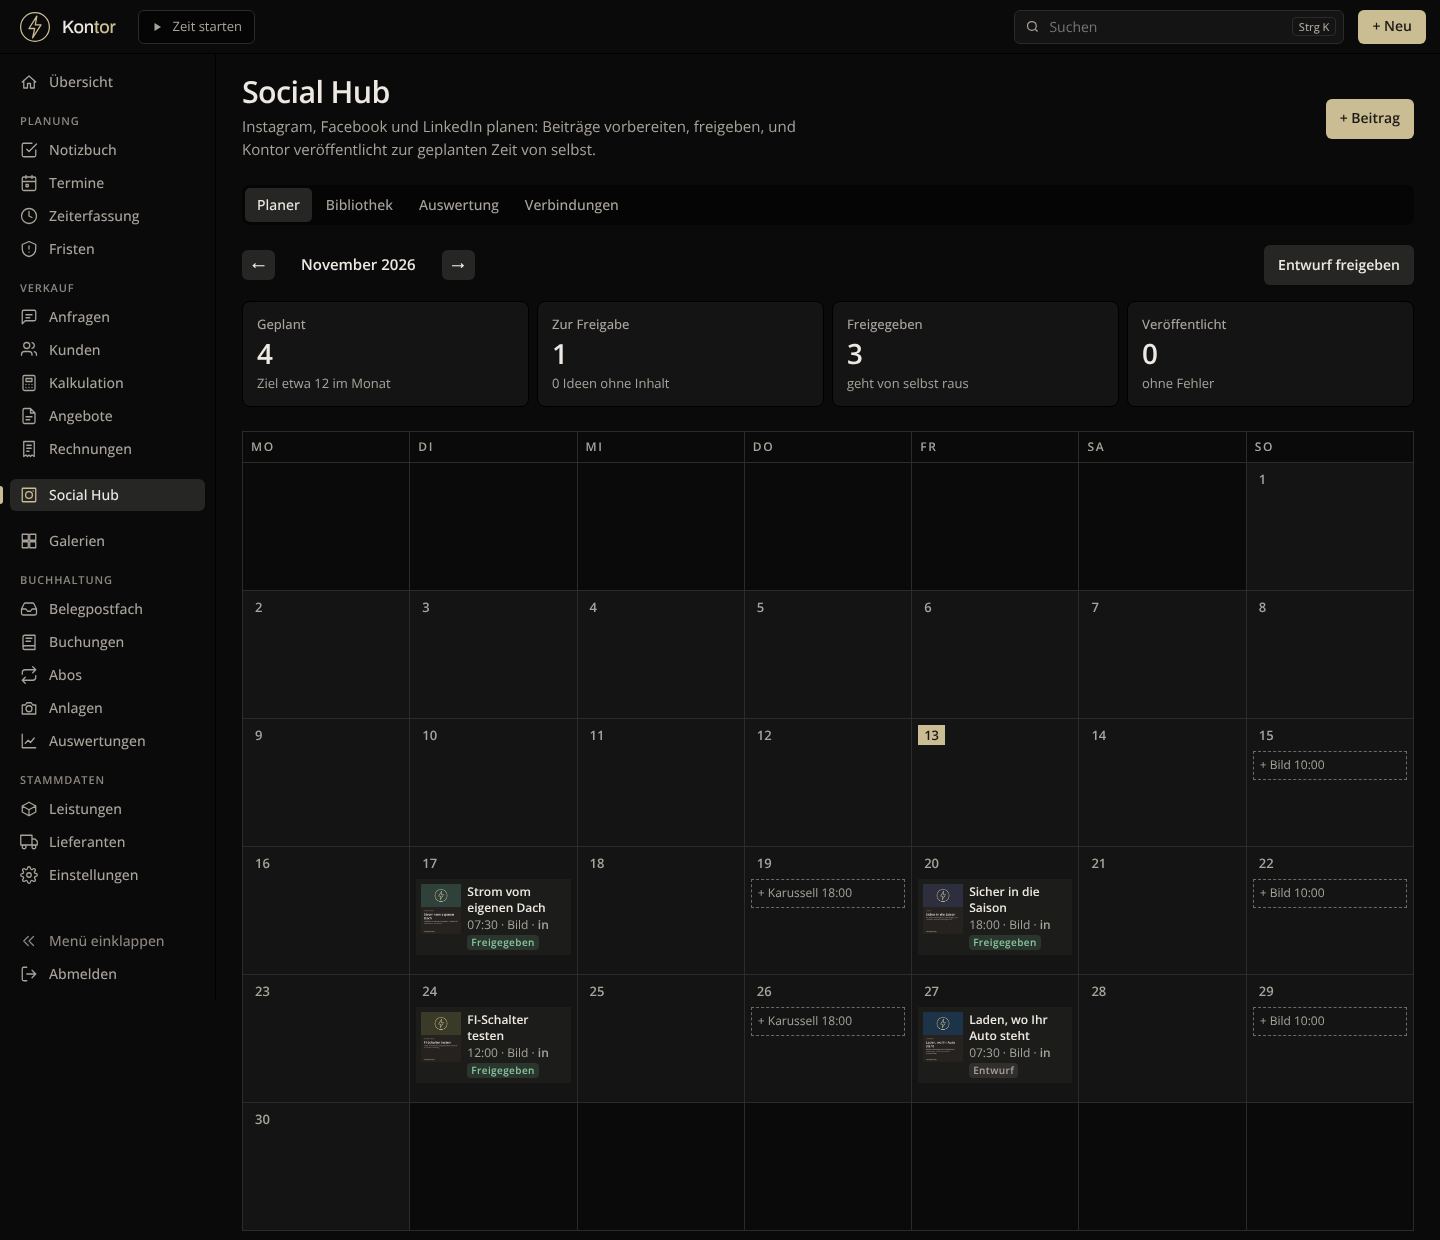 Kontor
Zeit starten
Suchen
Strg K
+ Neu
Übersicht
PLANUNG
Notizbuch
Termine
Zeiterfassung
Fristen
VERKAUF
Anfragen
Kunden
Kalkulation
Angebote
Rechnungen
Social Hub
Galerien
BUCHHALTUNG
Belegpostfach
Buchungen
Abos
Anlagen
Auswertungen
STAMMDATEN
Leistungen
Lieferanten
Einstellungen
Menü einklappen
Abmelden
Social Hub
Instagram, Facebook und LinkedIn planen: Beiträge vorbereiten, freigeben, und
Kontor veröffentlicht zur geplanten Zeit von selbst.
+ Beitrag
Planer Bibliothek Auswertung Verbindungen
← November 2026 →
Entwurf freigeben
Geplant
4
Ziel etwa 12 im Monat
Zur Freigabe
1
0 Ideen ohne Inhalt
Freigegeben
3
geht von selbst raus
Veröffentlicht
0
ohne Fehler
MO DI MI DO FR SA SO
1
2 3 4 5 6 7 8
9 10 11 12 13 14 15
+ Bild 10:00
16 17 18 19 20 21 22
Strom vom
eigenen Dach
07:30 · Bild · in
Freigegeben
+ Karussell 18:00
Sicher in die
Saison
18:00 · Bild · in
Freigegeben
+ Bild 10:00
23 24 25 26 27 28 29
FI-Schalter
testen
12:00 · Bild · in
Freigegeben
+ Karussell 18:00
Laden, wo Ihr
Auto steht
07:30 · Bild · in
Entwurf
+ Bild 10:00
30